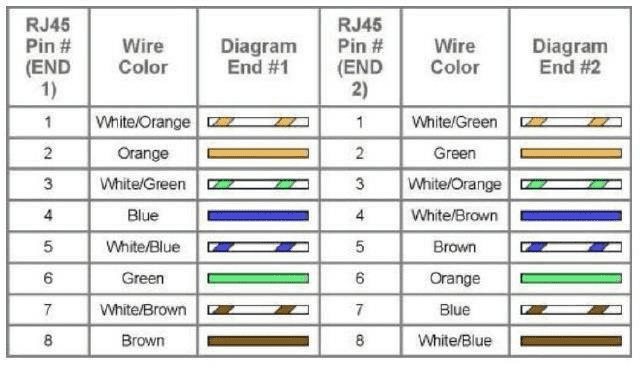 RJ45 Pin # (END 1) Wire Color Diagram End #1 RJ45 Pin # (END 2) Wire Color Diagram End #2
1 White/Orange 1 White/Green
2 Orange 2 Green
3 White/Green 3 White/Orange
4 Blue 4 White/Brown
5 White/Blue 5 Brown
6 Green 6 Orange
7 White/Brown 7 Blue
8 Brown 8 White/Blue